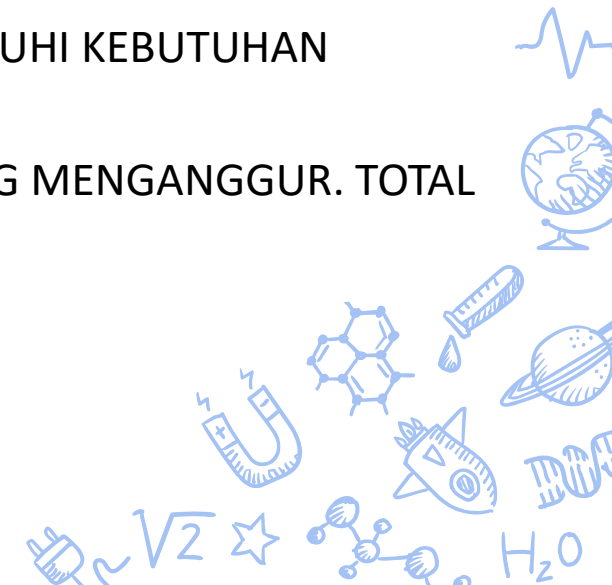 UHI KEBUTUHAN
G MENGANGGUR. TOTAL
√2
H₂O